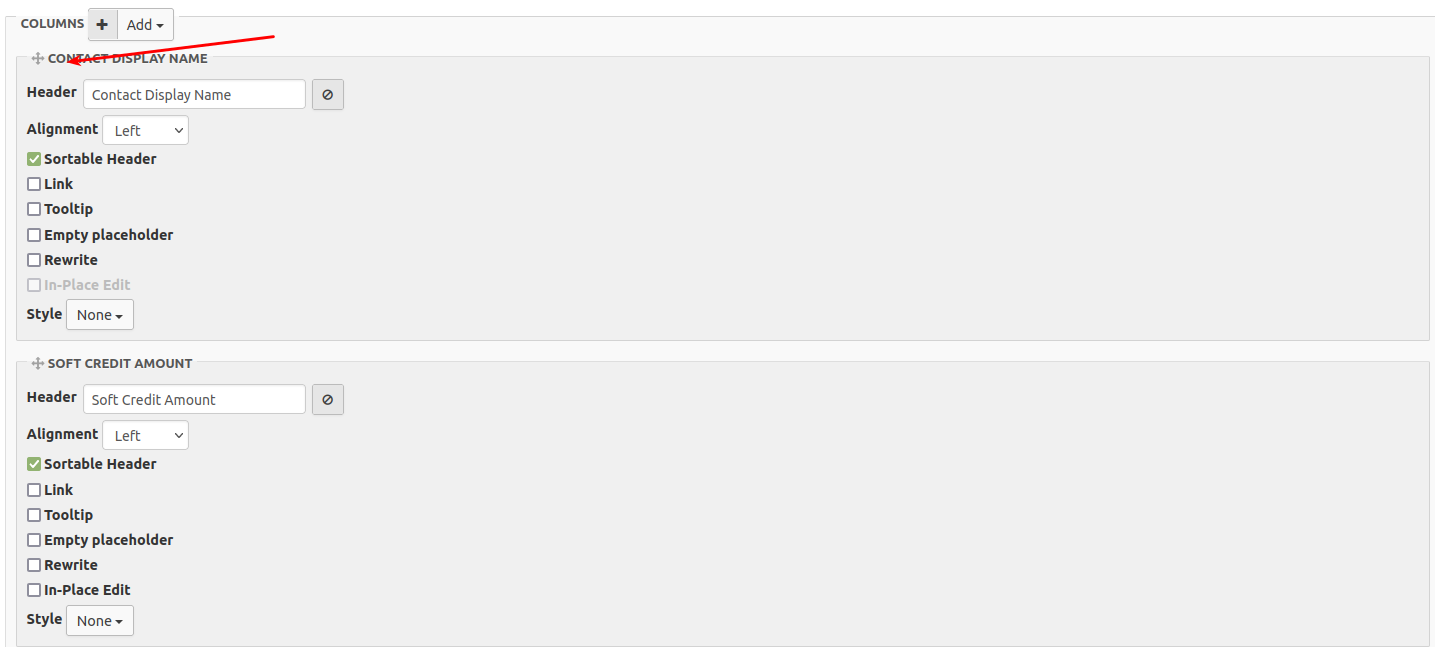 COLUMNS Add
CONTACT DISPLAY NAME
Header Contact Display Name
Alignment Left
Sortable Header
Link
Tooltip
Empty placeholder
Rewrite
In-Place Edit
Style None
SOFT CREDIT AMOUNT
Header Soft Credit Amount
Alignment Left
Sortable Header
Link
Tooltip
Empty placeholder
Rewrite
In-Place Edit
Style None